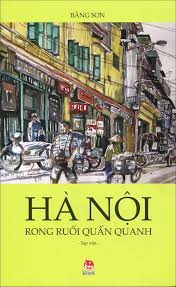 BĂNG SƠN
HÀ NỘI
RONG RUỔI QUẨN QUANH
- Tạp văn -